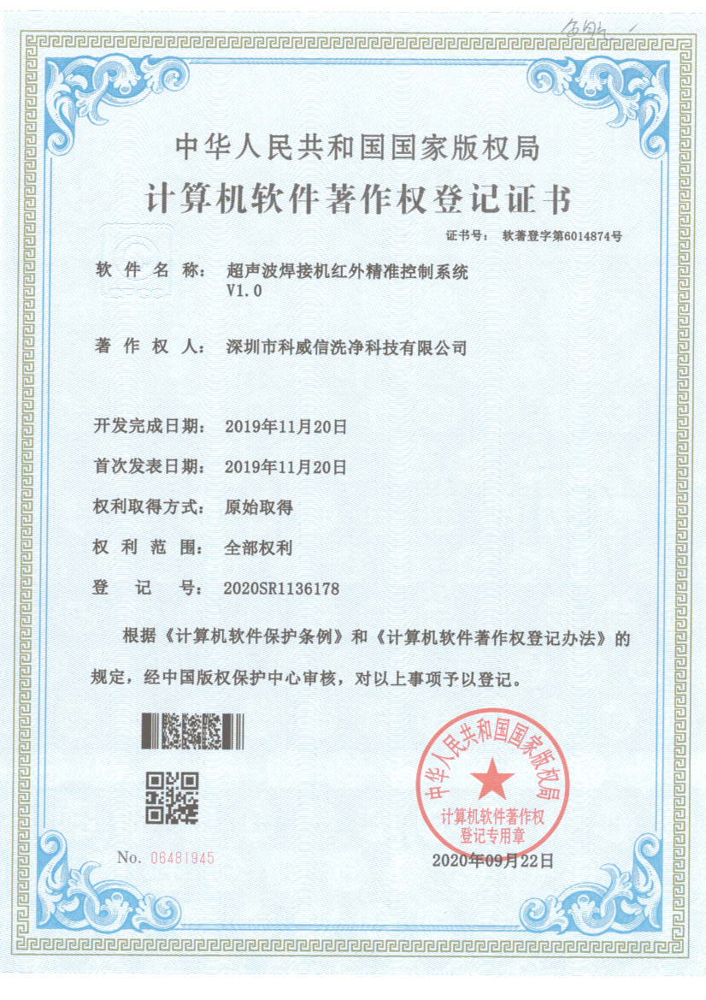 中华人民共和国国家版权局
计算机软件著作权登记证书
证书号: 软著登字第6014874号
软件名称: 超声波焊接机红外精准控制系统
V1.0
著作权人: 深圳市科威信洗净科技有限公司
开发完成日期: 2019年11月20日
首次发表日期: 2019年11月20日
权利取得方式: 原始取得
权利范围: 全部权利
登记号: 2020SR1136178
根据《计算机软件保护条例》和《计算机软件著作权登记办法》的
规定，经中国版权保护中心审核，对以上事项予以登记。
中华人民共和国国家版权局
计算机软件著作权
登记专用章
No. 06481945
2020年09月22日